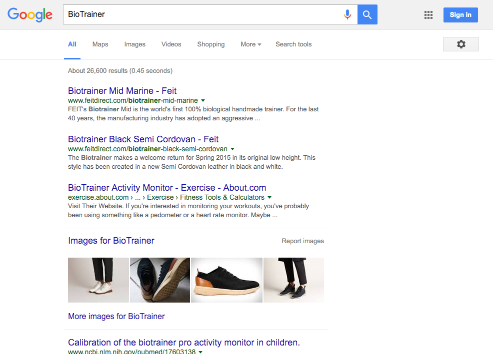 Google
BioTrainer
Sign in
All Maps Images Videos Shopping More Search tools
About 26,600 results (0.45 seconds)
Biotrainer Mid Marine - Feit
www.feitdirect.com/biotrainer-mid-marine
FEIT's Biotrainer Mid is the world's first 100% biological handmade trainer. For the last
40 years, the manufacturing industry has adopted an aggressive ...
Biotrainer Black Semi Cordovan - Feit
www.feitdirect.com/biotrainer-black-semi-cordovan
The Biotrainer makes a welcome return for Spring 2015 in its original low height. This
style has been created in a new Semi Cordovan leather in black and white.
BioTrainer Activity Monitor - Exercise - About.com
exercise.about.com › ... › Exercise › Fitness Tools & Calculators
Visit Their Website. If you're interested in monitoring your workouts, you've probably
been using something like a pedometer or a heart rate monitor. Maybe ...
Images for BioTrainer
Report images
More images for BioTrainer
Calibration of the biotrainer pro activity monitor in children.
www.ncbi.nlm.nih.gov/pubmed/17603138